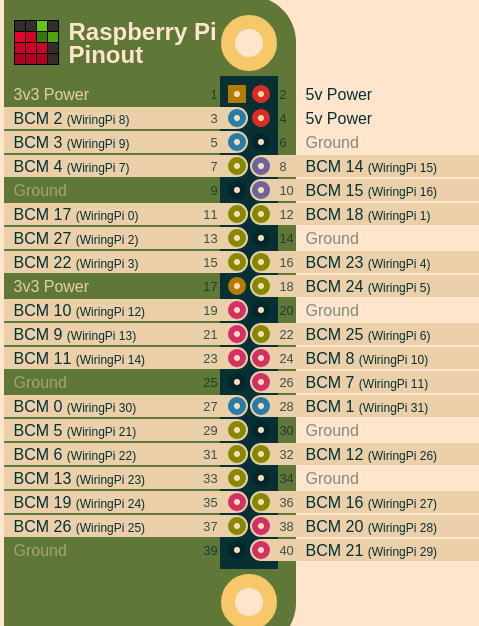 Raspberry Pi
Pinout
3v3 Power 1 2 5v Power
BCM 2 (WiringPi 8) 3 4 5v Power
BCM 3 (WiringPi 9) 5 6 Ground
BCM 4 (WiringPi 7) 7 8 BCM 14 (WiringPi 15)
Ground 9 10 BCM 15 (WiringPi 16)
BCM 17 (WiringPi 0) 11 12 BCM 18 (WiringPi 1)
BCM 27 (WiringPi 2) 13 14 Ground
BCM 22 (WiringPi 3) 15 16 BCM 23 (WiringPi 4)
3v3 Power 17 18 BCM 24 (WiringPi 5)
BCM 10 (WiringPi 12) 19 20 Ground
BCM 9 (WiringPi 13) 21 22 BCM 25 (WiringPi 6)
BCM 11 (WiringPi 14) 23 24 BCM 8 (WiringPi 10)
Ground 25 26 BCM 7 (WiringPi 11)
BCM 0 (WiringPi 30) 27 28 BCM 1 (WiringPi 31)
BCM 5 (WiringPi 21) 29 30 Ground
BCM 6 (WiringPi 22) 31 32 BCM 12 (WiringPi 26)
BCM 13 (WiringPi 23) 33 34 Ground
BCM 19 (WiringPi 24) 35 36 BCM 16 (WiringPi 27)
BCM 26 (WiringPi 25) 37 38 BCM 20 (WiringPi 28)
Ground 39 40 BCM 21 (WiringPi 29)